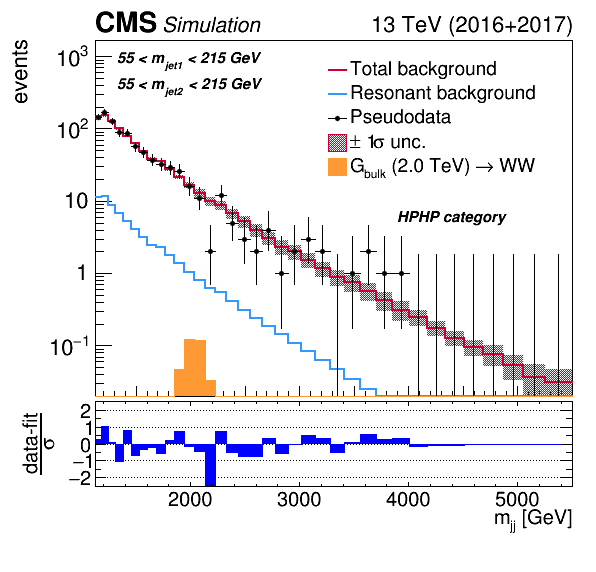 CMS Simulation 13 TeV (2016+2017)
events
55 < m_jet1 < 215 GeV
55 < m_jet2 < 215 GeV
Total background
Resonant background
Pseudodata
± 1σ unc.
G_bulk (2.0 TeV) → WW
HPHP category
10³
10²
10
1
10⁻¹
data-fit
σ
2
1
0
−1
−2
2000 3000 4000 5000
m_jj [GeV]